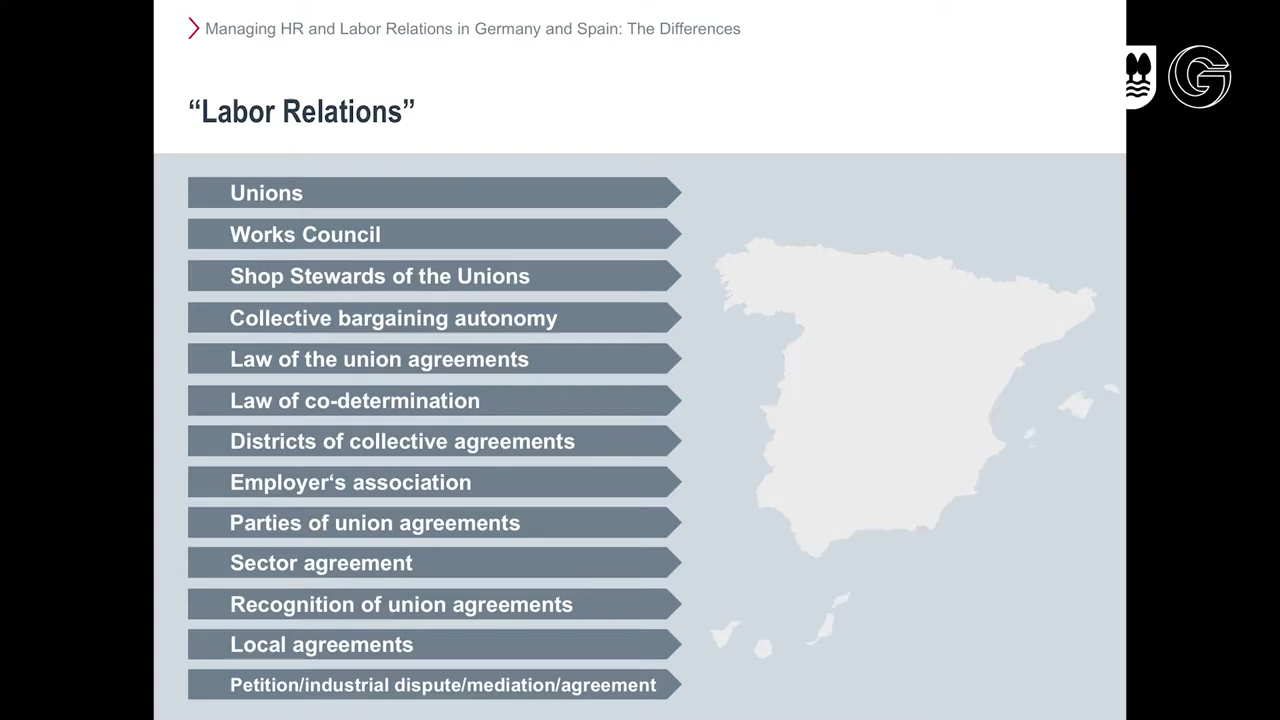 Managing HR and Labor Relations in Germany and Spain: The Differences
“Labor Relations”
Unions
Works Council
Shop Stewards of the Unions
Collective bargaining autonomy
Law of the union agreements
Law of co-determination
Districts of collective agreements
Employer‘s association
Parties of union agreements
Sector agreement
Recognition of union agreements
Local agreements
Petition/industrial dispute/mediation/agreement